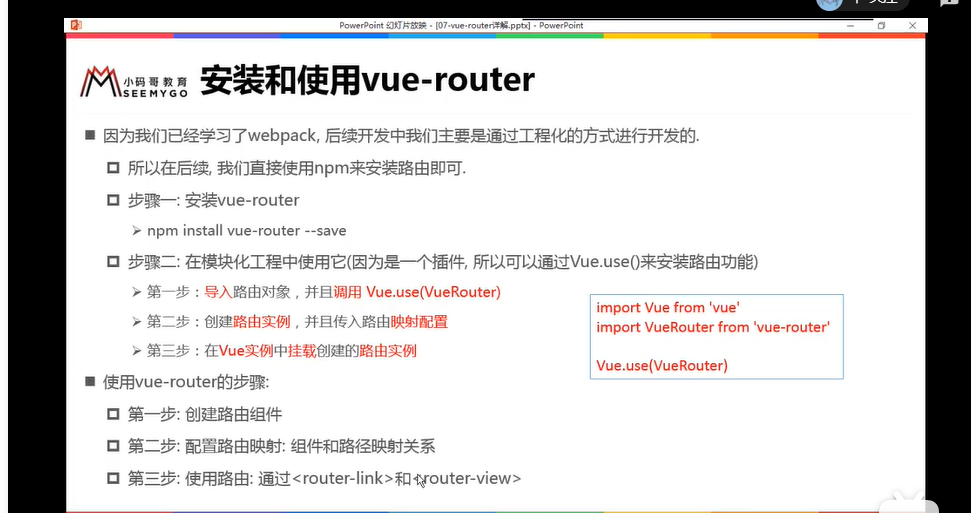 PowerPoint 幻灯片放映 - [07-vue-router详解.pptx] - PowerPoint
小码哥教育
SEEMYGO
安装和使用vue-router
因为我们已经学习了webpack, 后续开发中我们主要是通过工程化的方式进行开发的.
所以在后续, 我们直接使用npm来安装路由即可.
步骤一: 安装vue-router
npm install vue-router --save
步骤二: 在模块化工程中使用它(因为是一个插件, 所以可以通过Vue.use()来安装路由功能)
第一步：导入路由对象，并且调用 Vue.use(VueRouter)
第二步：创建路由实例，并且传入路由映射配置
第三步：在Vue实例中挂载创建的路由实例
import Vue from 'vue'
import VueRouter from 'vue-router'
Vue.use(VueRouter)
使用vue-router的步骤:
第一步: 创建路由组件
第二步: 配置路由映射: 组件和路径映射关系
第三步: 使用路由: 通过<router-link>和<router-view>